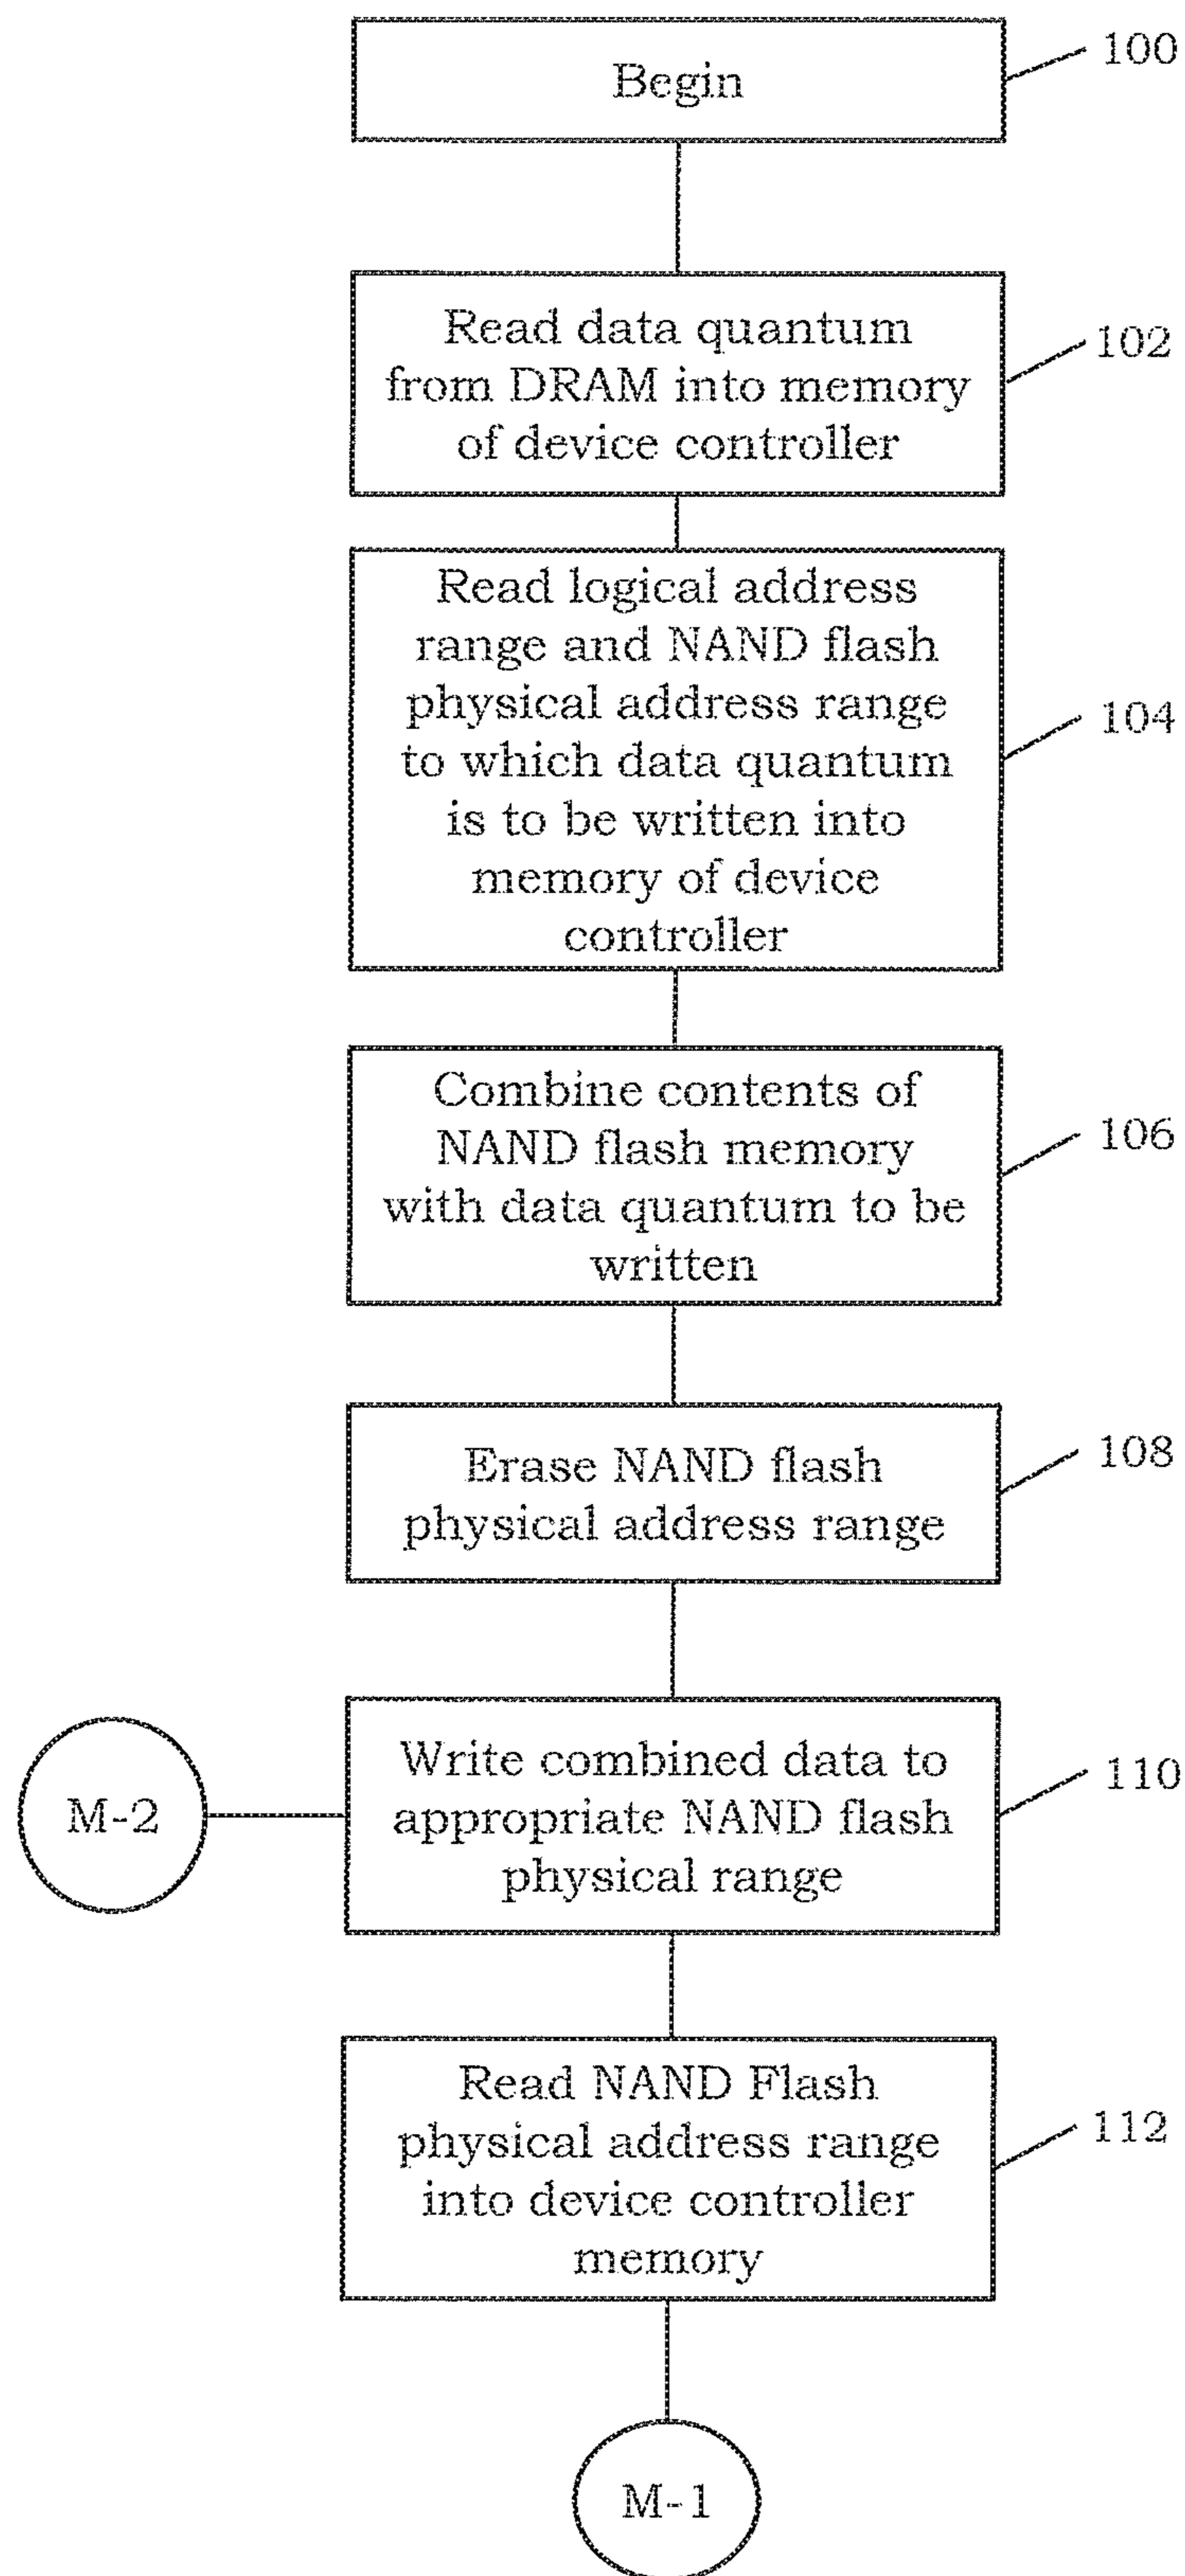 Begin
100
Read data quantum
from DRAM into memory
of device controller
102
Read logical address
range and NAND flash
physical address range
to which data quantum
is to be written into
memory of device
controller
104
Combine contents of
NAND flash memory
with data quantum to be
written
106
Erase NAND flash
physical address range
108
M-2
Write combined data to
appropriate NAND flash
physical range
110
Read NAND Flash
physical address range
into device controller
memory
112
M-1